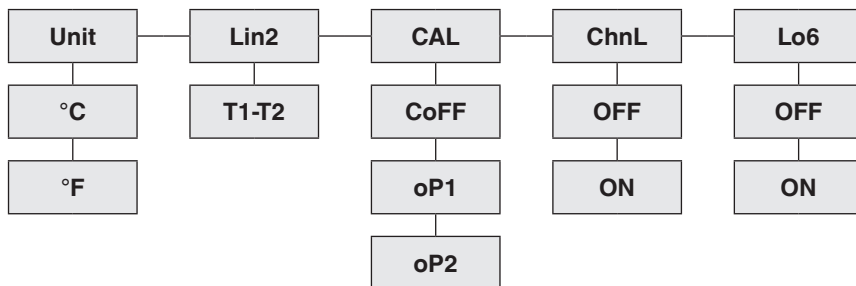 Unit Lin2 CAL ChnL Lo6
°C T1-T2 CoFF OFF OFF
°F oP1 ON ON
oP2